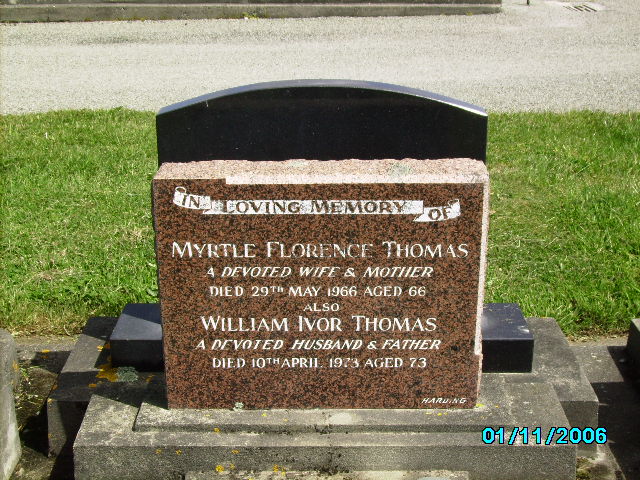 IN LOVING MEMORY OF
MYRTLE FLORENCE THOMAS
A DEVOTED WIFE & MOTHER
DIED 29TH MAY 1966 AGED 66
ALSO
WILLIAM IVOR THOMAS
A DEVOTED HUSBAND & FATHER
DIED 10TH APRIL 1973 AGED 73
HARDING
01/11/2006